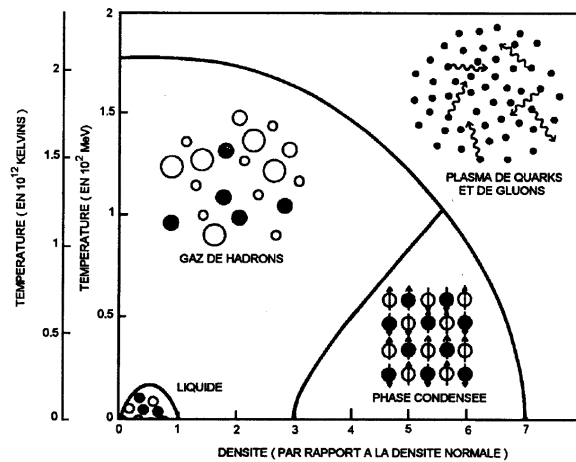 TEMPERATURE (EN 10¹² KELVINS)
2
1.5
1
0.5
0
TEMPERATURE (EN 10² MeV)
2
1.5
1
0.5
0
PLASMA DE QUARKS
ET DE GLUONS
GAZ DE HADRONS
LIQUIDE
PHASE CONDENSEE
0 1 2 3 4 5 6 7
DENSITE ( PAR RAPPORT A LA DENSITE NORMALE )